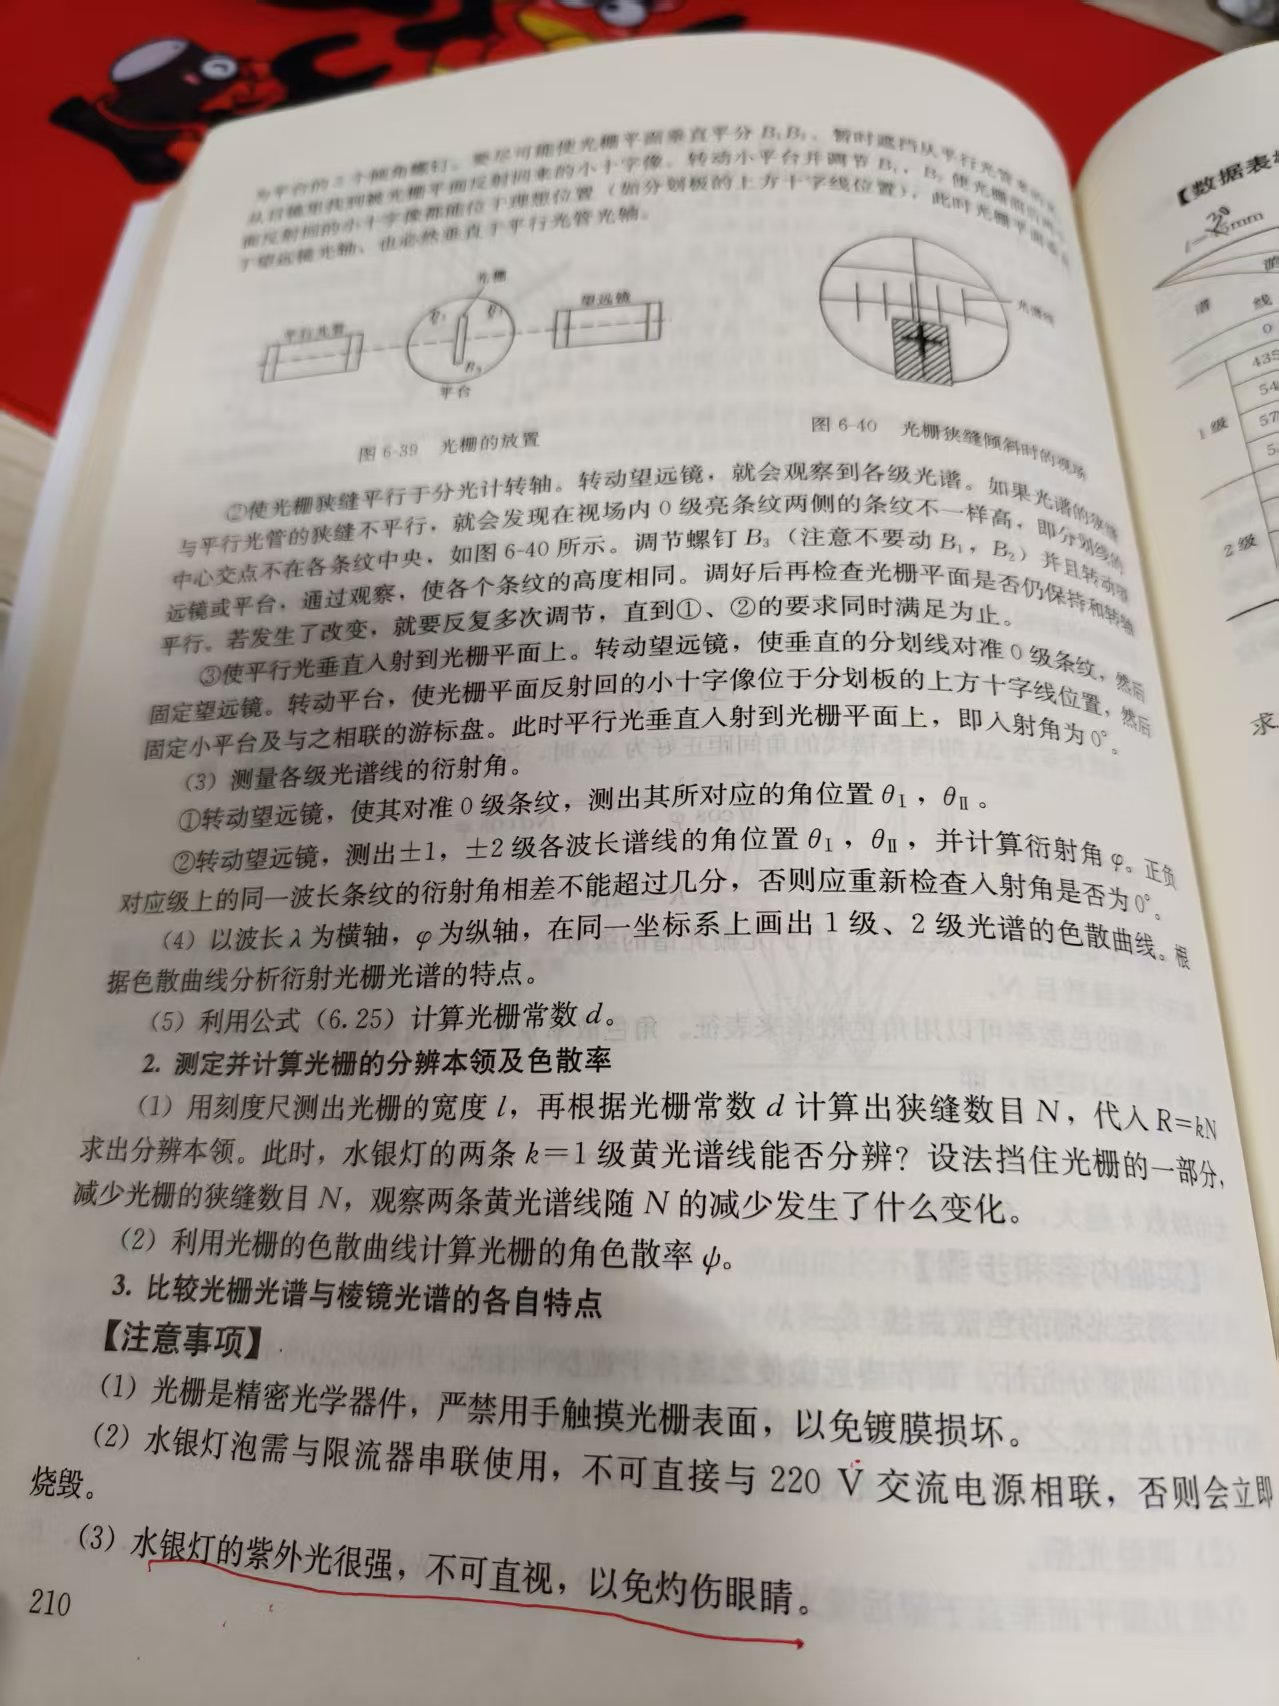 为平台的3个倾角螺钉。要尽可能使光栅平面垂直平分B₁B₂、暂时遮挡从平行光管来的
从目镜里找到被光栅平面反射回来的小十字像。转动小平台并调节B₁、B₂使光栅前后两
面反射回的小十字像都能位于理想位置（如分划板的上方十字线位置），此时光栅平面垂直
于望远镜光轴、也必然垂直于平行光管光轴。
光栅
平行光管
望远镜
B₃
平台
光谱线
图 6-39 光栅的放置
图 6-40 光栅狭缝倾斜时的视场
②使光栅狭缝平行于分光计转轴。转动望远镜，就会观察到各级光谱。如果光谱的狭缝
与平行光管的狭缝不平行，就会发现在视场内 0 级亮条纹两侧的条纹不一样高，即分划线的
中心交点不在各条纹中央，如图 6-40 所示。调节螺钉 B₃（注意不要动 B₁，B₂）并且转动望
远镜或平台，通过观察，使各个条纹的高度相同。调好后再检查光栅平面是否仍保持和转轴
平行。若发生了改变，就要反复多次调节，直到①、②的要求同时满足为止。
③使平行光垂直入射到光栅平面上。转动望远镜，使垂直的分划线对准 0 级条纹，然后
固定望远镜。转动平台，使光栅平面反射回的小十字像位于分划板的上方十字线位置，然后
固定小平台及与之相联的游标盘。此时平行光垂直入射到光栅平面上，即入射角为 0°。
（3）测量各级光谱线的衍射角。
①转动望远镜，使其对准 0 级条纹，测出其所对应的角位置 θⅠ，θⅡ。
②转动望远镜，测出±1，±2 级各波长谱线的角位置 θⅠ，θⅡ，并计算衍射角 φ。正负
对应级上的同一波长条纹的衍射角相差不能超过几分，否则应重新检查入射角是否为 0°。
（4）以波长 λ 为横轴，φ 为纵轴，在同一坐标系上画出 1 级、2 级光谱的色散曲线。根
据色散曲线分析衍射光栅光谱的特点。
（5）利用公式（6.25）计算光栅常数 d。
2. 测定并计算光栅的分辨本领及色散率
（1）用刻度尺测出光栅的宽度 l，再根据光栅常数 d 计算出狭缝数目 N，代入 R=kN
求出分辨本领。此时，水银灯的两条 k=1 级黄光谱线能否分辨？设法挡住光栅的一部分，
减少光栅的狭缝数目 N，观察两条黄光谱线随 N 的减少发生了什么变化。
（2）利用光栅的色散曲线计算光栅的角色散率 ψ。
3. 比较光栅光谱与棱镜光谱的各自特点
【注意事项】
（1）光栅是精密光学器件，严禁用手触摸光栅表面，以免镀膜损坏。
（2）水银灯泡需与限流器串联使用，不可直接与 220 V 交流电源相联，否则会立即
烧毁。
（3）水银灯的紫外光很强，不可直视，以免灼伤眼睛。
210
【数据表
mm
谱 线
0
435
54
57
1 级
2 级
求